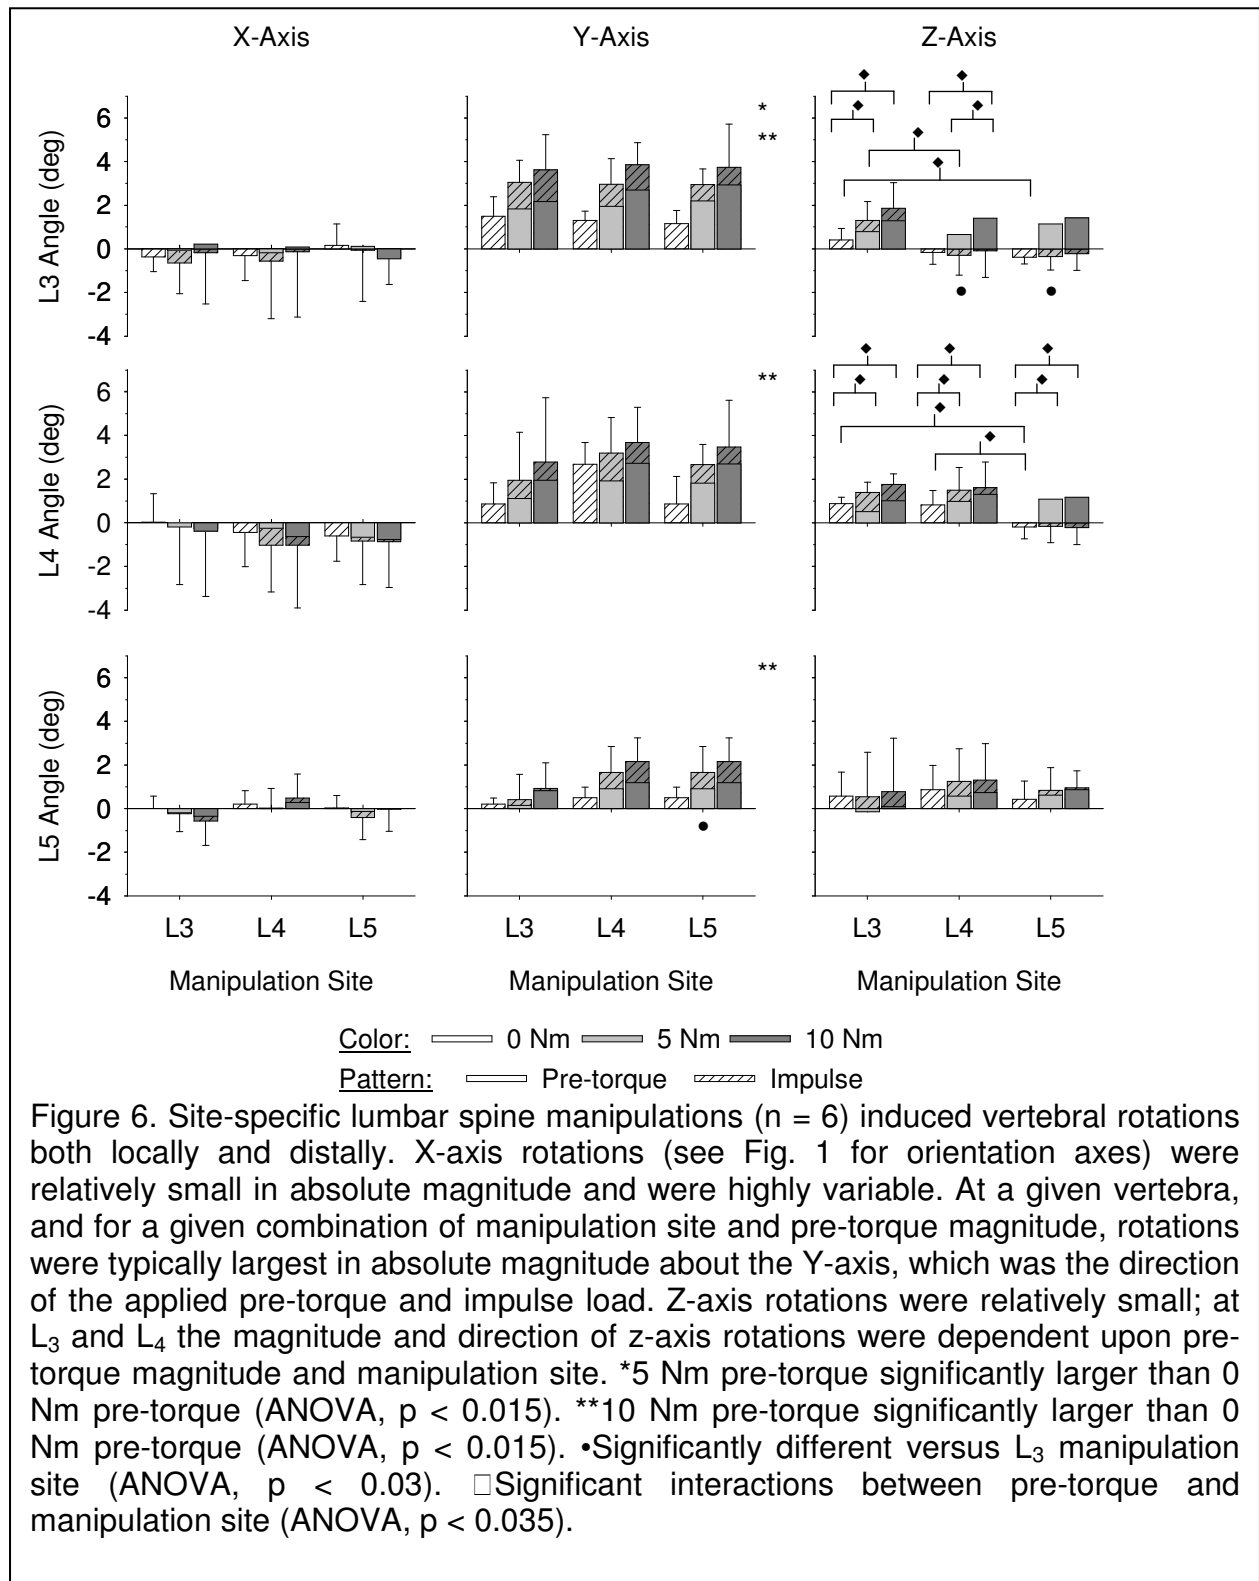 X-Axis
Y-Axis
Z-Axis
L3 Angle (deg)
6
4
2
0
-2
-4
*
**
L4 Angle (deg)
6
4
2
0
-2
-4
**
L5 Angle (deg)
6
4
2
0
-2
-4
**
L3 L4 L5
L3 L4 L5
L3 L4 L5
Manipulation Site
Manipulation Site
Manipulation Site
Color: 0 Nm 5 Nm 10 Nm
Pattern: Pre-torque Impulse
Figure 6. Site-specific lumbar spine manipulations (n = 6) induced vertebral rotations
both locally and distally. X-axis rotations (see Fig. 1 for orientation axes) were
relatively small in absolute magnitude and were highly variable. At a given vertebra,
and for a given combination of manipulation site and pre-torque magnitude, rotations
were typically largest in absolute magnitude about the Y-axis, which was the direction
of the applied pre-torque and impulse load. Z-axis rotations were relatively small; at
L₃ and L₄ the magnitude and direction of z-axis rotations were dependent upon pre-
torque magnitude and manipulation site. *5 Nm pre-torque significantly larger than 0
Nm pre-torque (ANOVA, p < 0.015). **10 Nm pre-torque significantly larger than 0
Nm pre-torque (ANOVA, p < 0.015). •Significantly different versus L₃ manipulation
site (ANOVA, p < 0.03). □Significant interactions between pre-torque and
manipulation site (ANOVA, p < 0.035).